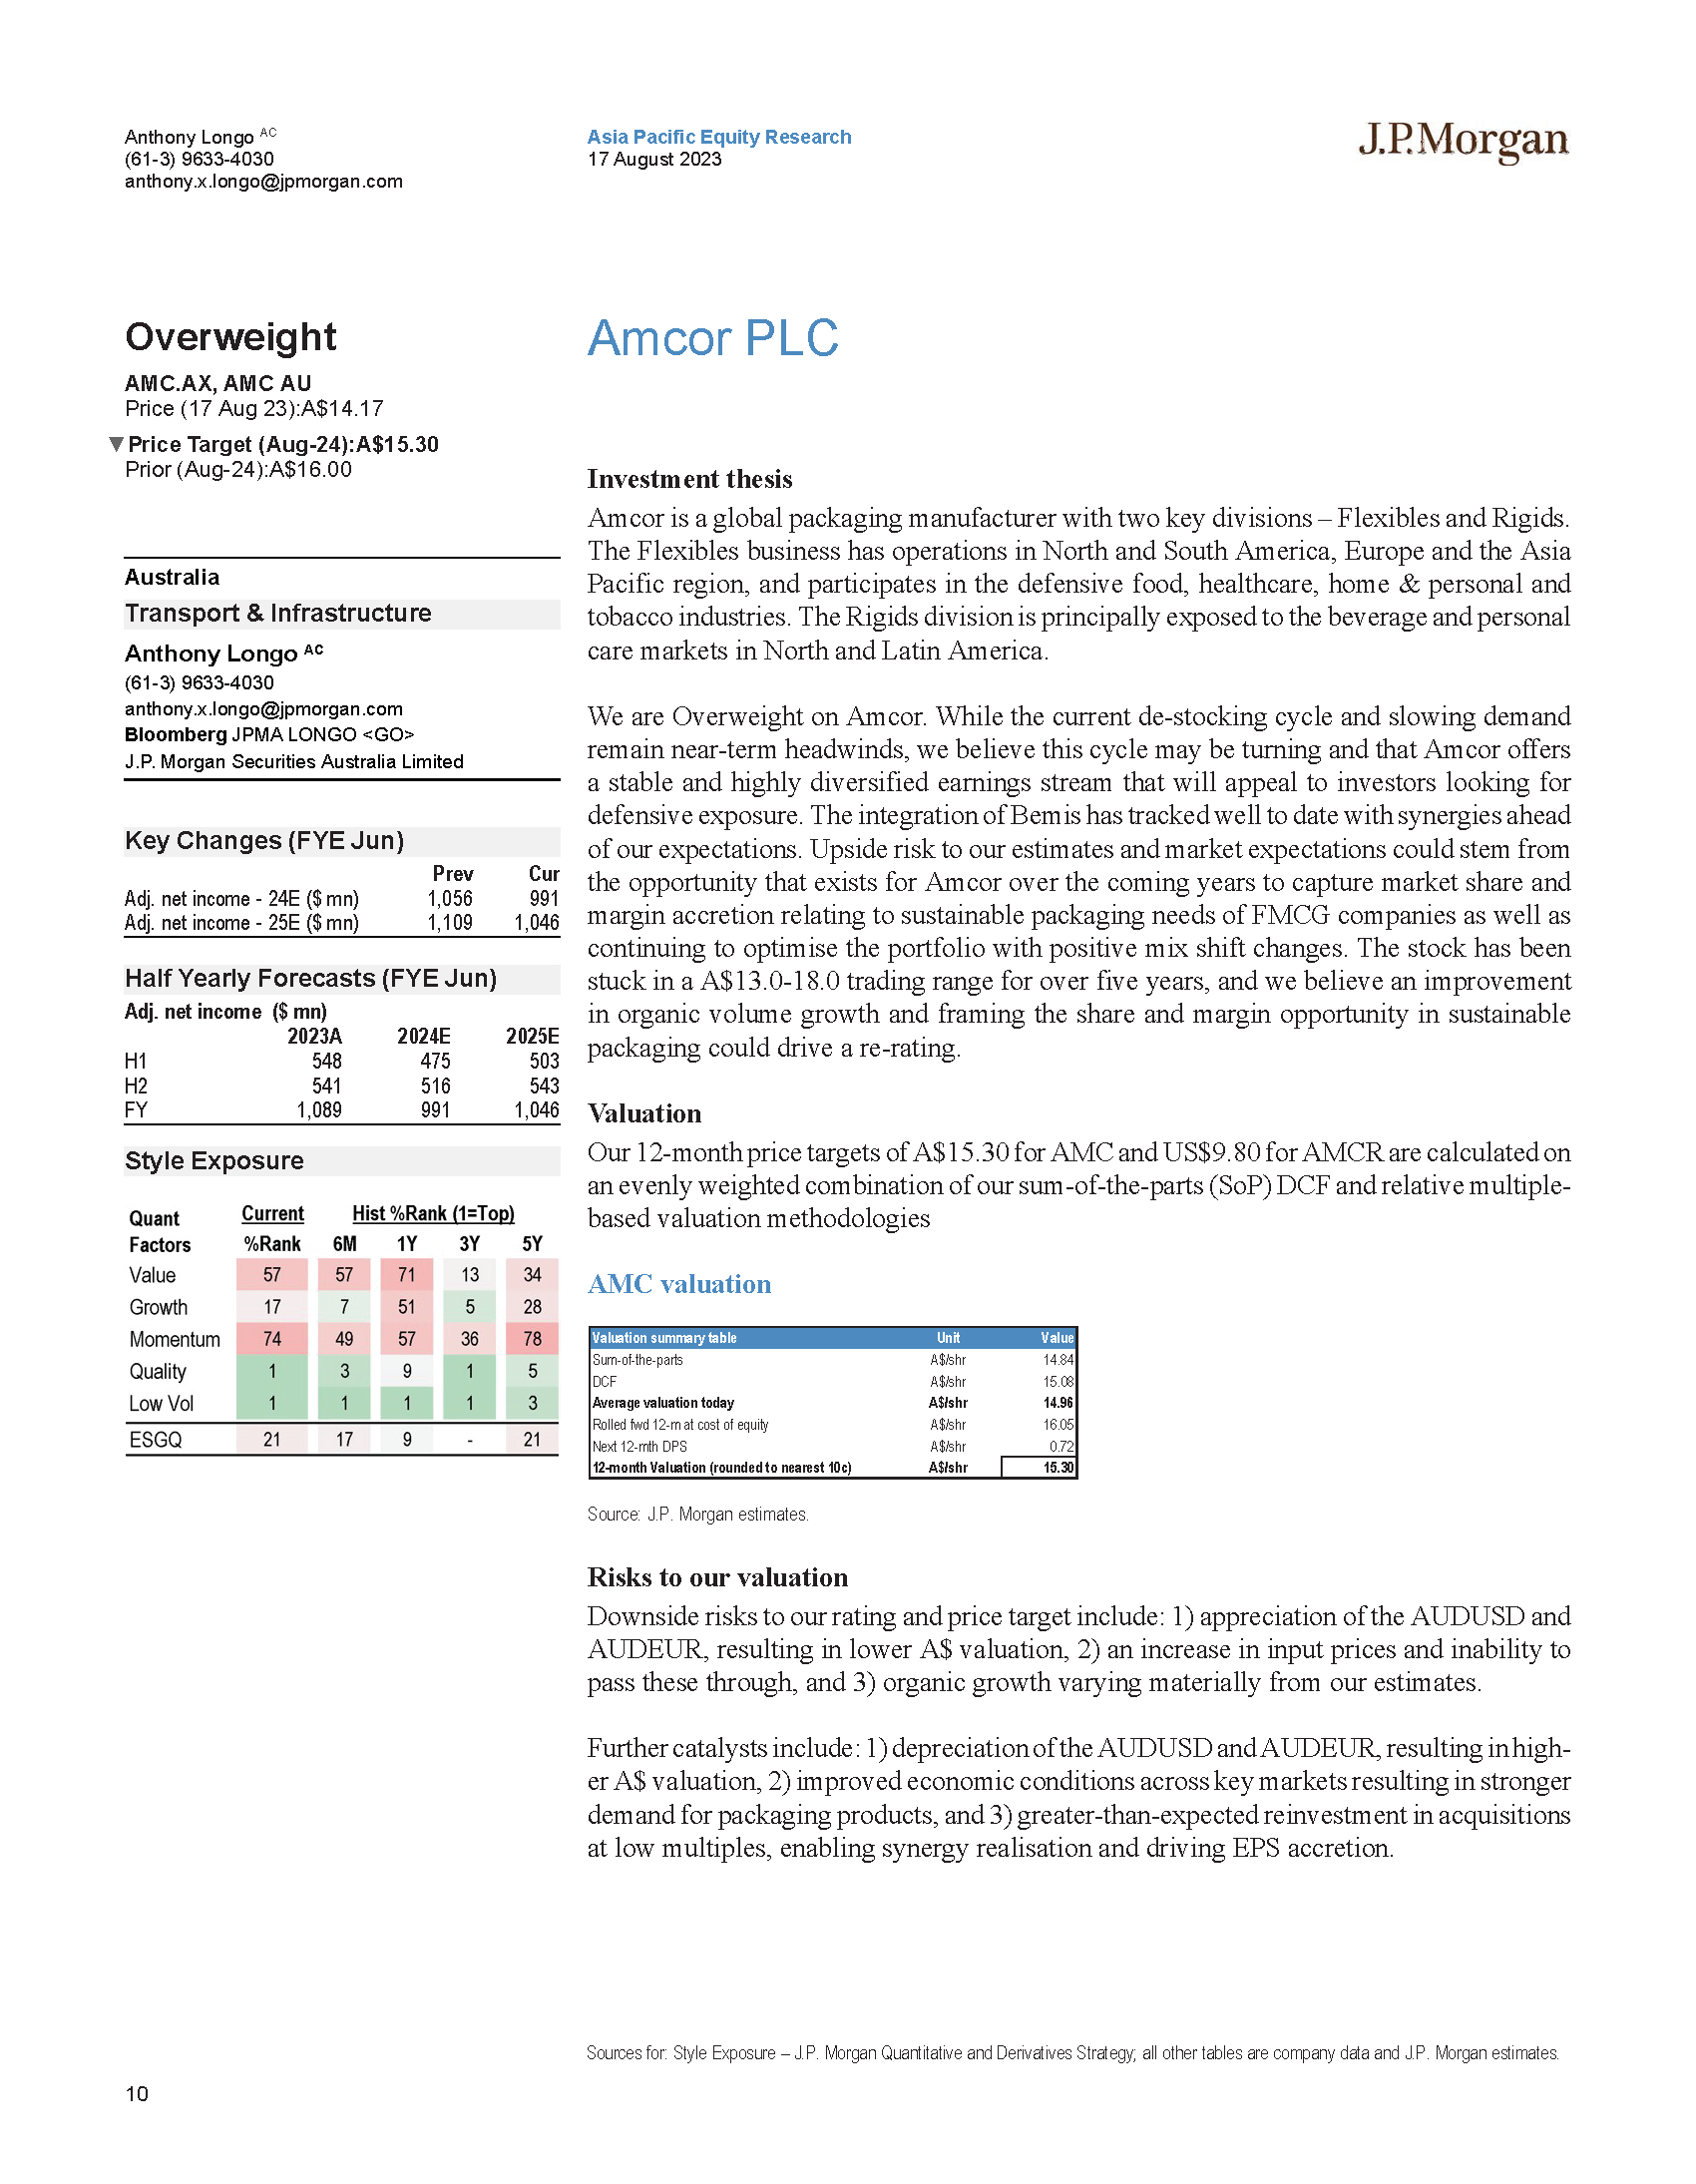 Anthony Longo AC
(61-3) 9633-4030
anthony.x.longo@jpmorgan.com
Asia Pacific Equity Research
17 August 2023
J.P.Morgan
Overweight
AMC.AX, AMC AU
Price (17 Aug 23):A$14.17
▼Price Target (Aug-24):A$15.30
Prior (Aug-24):A$16.00
Australia
Transport & Infrastructure
Anthony Longo AC
(61-3) 9633-4030
anthony.x.longo@jpmorgan.com
Bloomberg JPMA LONGO <GO>
J.P. Morgan Securities Australia Limited
Key Changes (FYE Jun)
Prev Cur
Adj. net income - 24E ($ mn) 1,056 991
Adj. net income - 25E ($ mn) 1,109 1,046
Half Yearly Forecasts (FYE Jun)
Adj. net income ($ mn)
2023A 2024E 2025E
H1 548 475 503
H2 541 516 543
FY 1,089 991 1,046
Style Exposure
Quant Current Hist %Rank (1=Top)
Factors %Rank 6M 1Y 3Y 5Y
Value 57 57 71 13 34
Growth 17 7 51 5 28
Momentum 74 49 57 36 78
Quality 1 3 9 1 5
Low Vol 1 1 1 1 3
ESGQ 21 17 9 - 21
Amcor PLC
Investment thesis
Amcor is a global packaging manufacturer with two key divisions – Flexibles and Rigids.
The Flexibles business has operations in North and South America, Europe and the Asia
Pacific region, and participates in the defensive food, healthcare, home & personal and
tobacco industries. The Rigids division is principally exposed to the beverage and personal
care markets in North and Latin America.
We are Overweight on Amcor. While the current de-stocking cycle and slowing demand
remain near-term headwinds, we believe this cycle may be turning and that Amcor offers
a stable and highly diversified earnings stream that will appeal to investors looking for
defensive exposure. The integration of Bemis has tracked well to date with synergies ahead
of our expectations. Upside risk to our estimates and market expectations could stem from
the opportunity that exists for Amcor over the coming years to capture market share and
margin accretion relating to sustainable packaging needs of FMCG companies as well as
continuing to optimise the portfolio with positive mix shift changes. The stock has been
stuck in a A$13.0-18.0 trading range for over five years, and we believe an improvement
in organic volume growth and framing the share and margin opportunity in sustainable
packaging could drive a re-rating.
Valuation
Our 12-month price targets of A$15.30 for AMC and US$9.80 for AMCR are calculated on
an evenly weighted combination of our sum-of-the-parts (SoP) DCF and relative multiple-
based valuation methodologies
AMC valuation
Valuation summary table Unit Value
Sum-of-the-parts A$/shr 14.84
DCF A$/shr 15.08
Average valuation today A$/shr 14.96
Rolled fwd 12-m at cost of equity A$/shr 16.05
Next 12-mth DPS A$/shr 0.72
12-month Valuation (rounded to nearest 10c) A$/shr 15.30
Source: J.P. Morgan estimates.
Risks to our valuation
Downside risks to our rating and price target include: 1) appreciation of the AUDUSD and
AUDEUR, resulting in lower A$ valuation, 2) an increase in input prices and inability to
pass these through, and 3) organic growth varying materially from our estimates.
Further catalysts include: 1) depreciation of the AUDUSD and AUDEUR, resulting in high-
er A$ valuation, 2) improved economic conditions across key markets resulting in stronger
demand for packaging products, and 3) greater-than-expected reinvestment in acquisitions
at low multiples, enabling synergy realisation and driving EPS accretion.
Sources for: Style Exposure – J.P. Morgan Quantitative and Derivatives Strategy; all other tables are company data and J.P. Morgan estimates.
10